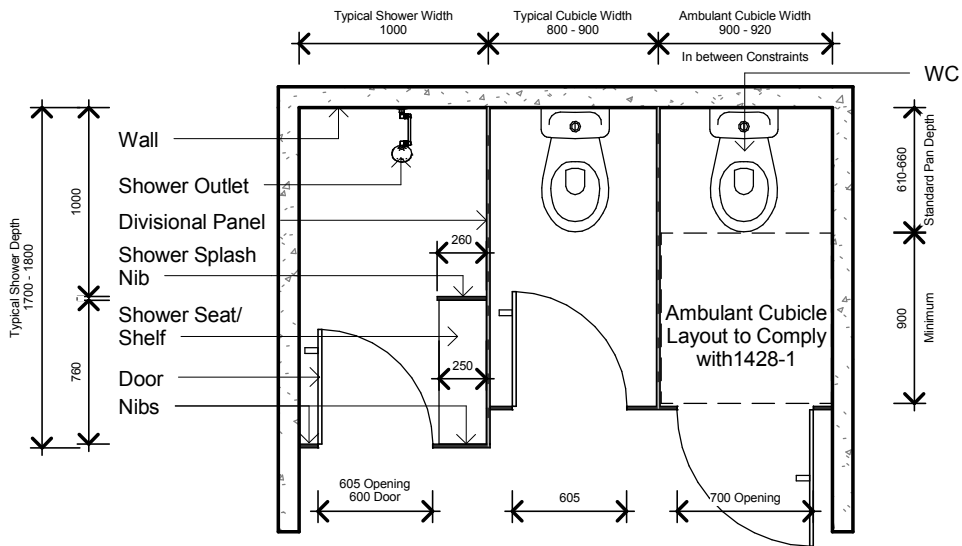 Typical Shower Width
1000
Typical Cubicle Width
800 - 900
Ambulant Cubicle Width
900 - 920
In between Constraints
WC
Wall
Shower Outlet
Divisional Panel
Shower Splash
Nib
Shower Seat/
Shelf
Door
Nibs
Typical Shower Depth
1700 - 1800
1000
760
260
250
610-660
Standard Pan Depth
900
Minimum
Ambulant Cubicle
Layout to Comply
with1428-1
605 Opening
600 Door
605
700 Opening